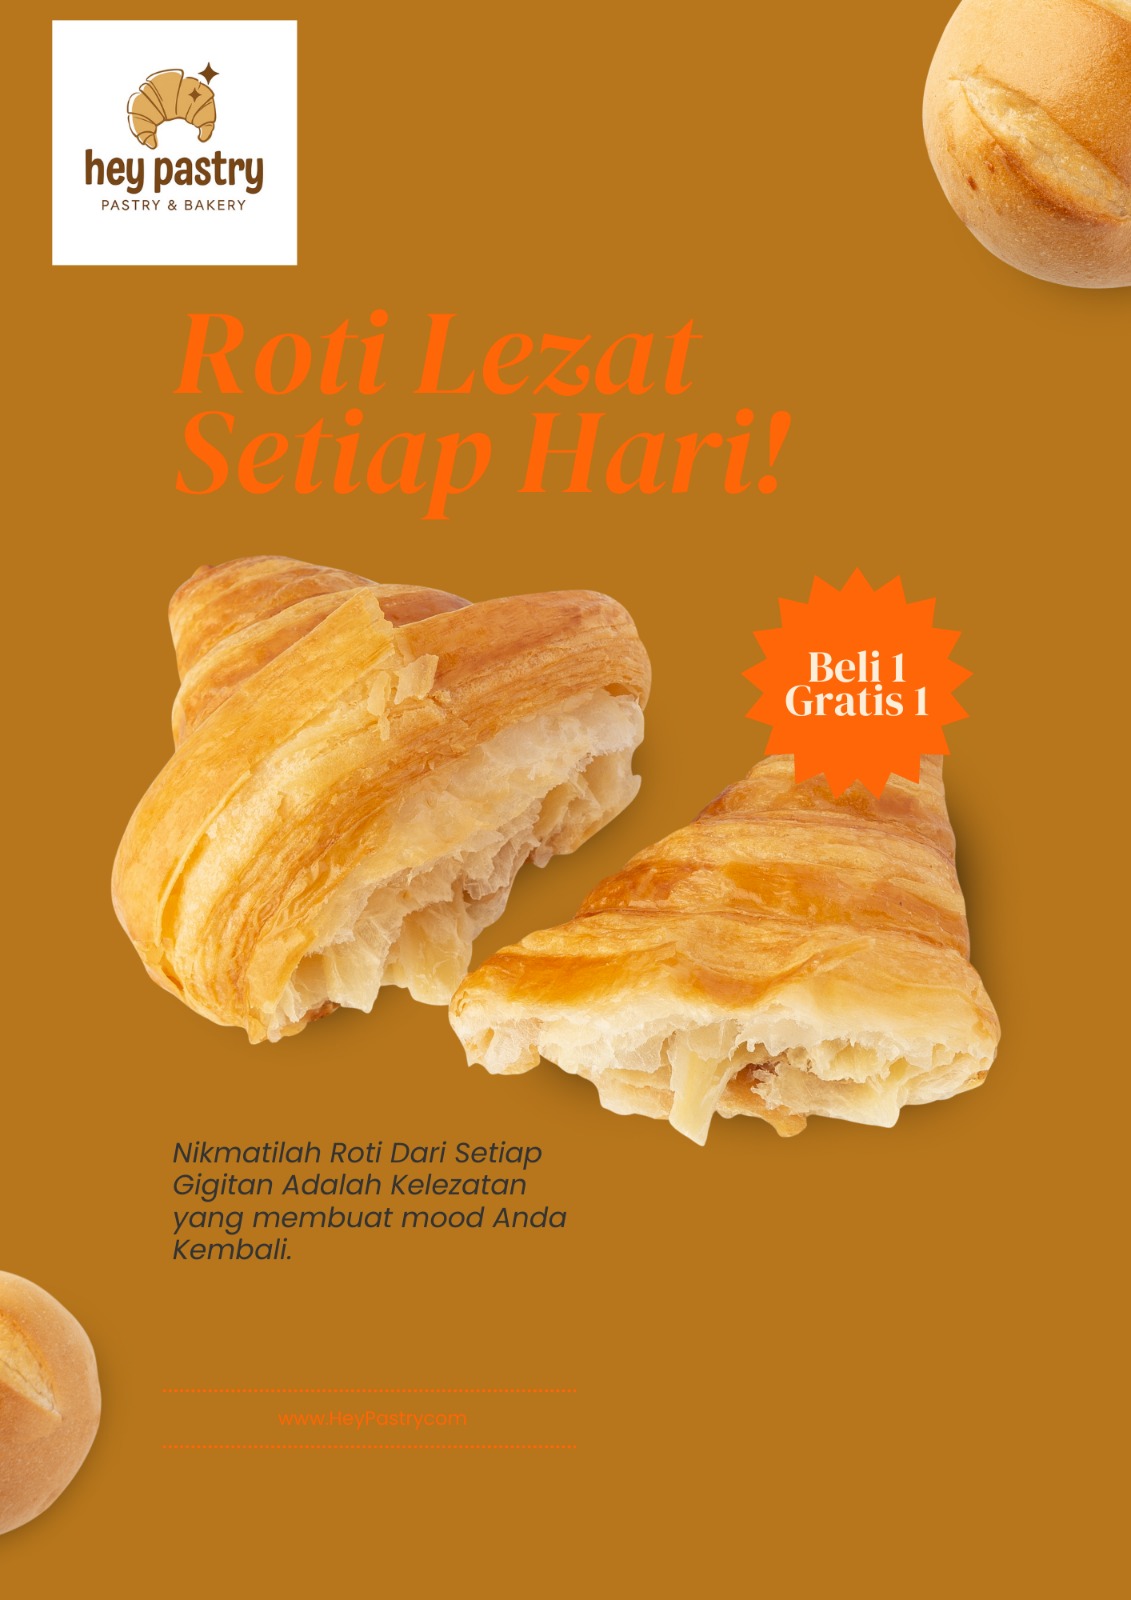 hey pastry
PASTRY & BAKERY
Roti Lezat
Setiap Hari!
Beli 1
Gratis 1
Nikmatilah Roti Dari Setiap
Gigitan Adalah Kelezatan
yang membuat mood Anda
Kembali.
www.HeyPastry.com